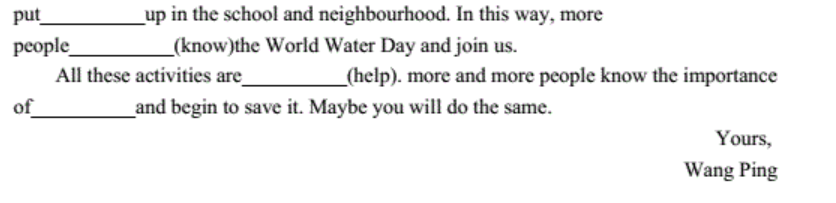 put__________up in the school and neighbourhood. In this way, more
people__________(know)the World Water Day and join us.
All these activities are__________(help). more and more people know the importance
of__________and begin to save it. Maybe you will do the same.
Yours,
Wang Ping